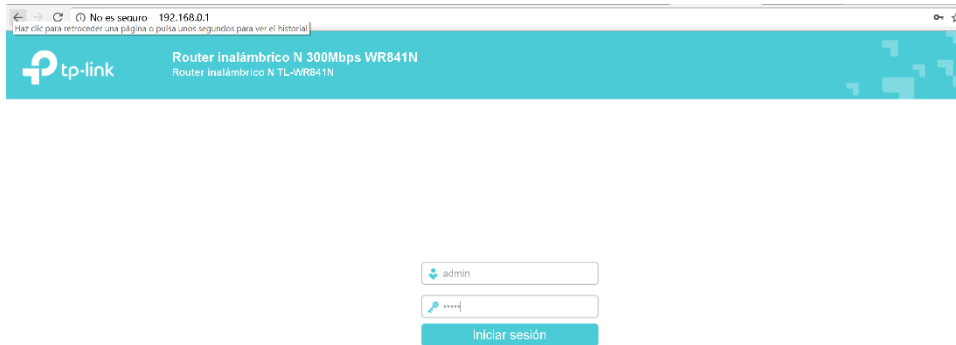 No es seguro 192.168.0.1
Haz clic para retroceder una página o pulsa unos segundos para ver el historial
tp-link
Router inalámbrico N 300Mbps WR841N
Router inalámbrico N TL-WR841N
admin
•••••
Iniciar sesión